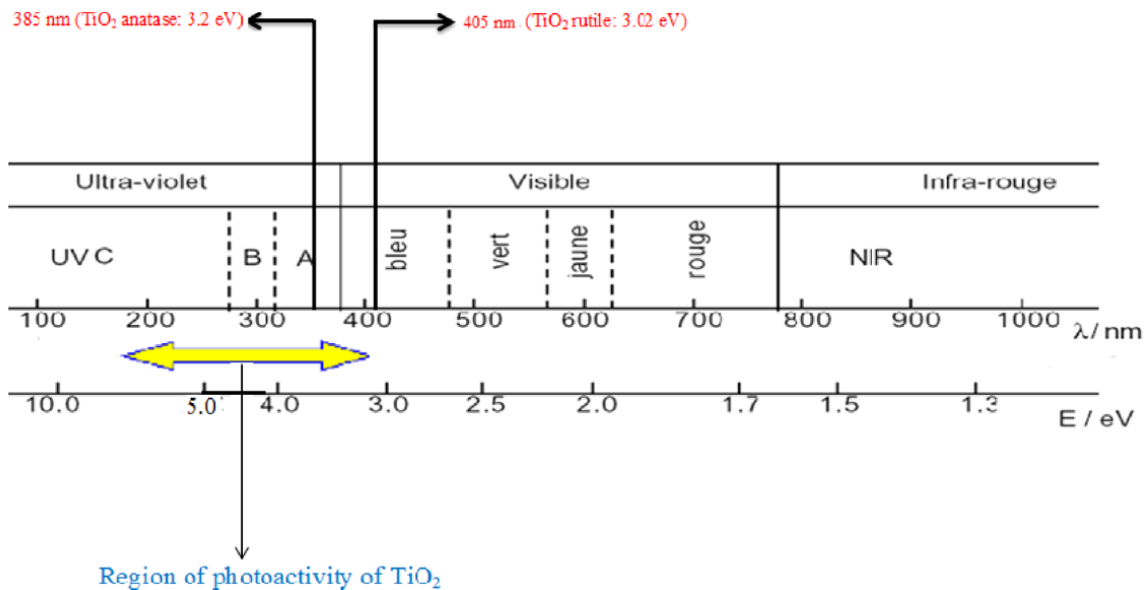 385 nm (TiO₂ anatase: 3.2 eV)
405 nm (TiO₂ rutile: 3.02 eV)
Ultra-violet Visible Infra-rouge
UV C B A bleu vert jaune rouge NIR
100 200 300 400 500 600 700 800 900 1000 λ/ nm
10.0 5.0 4.0 3.0 2.5 2.0 1.7 1.5 1.3 E / eV
Region of photoactivity of TiO₂